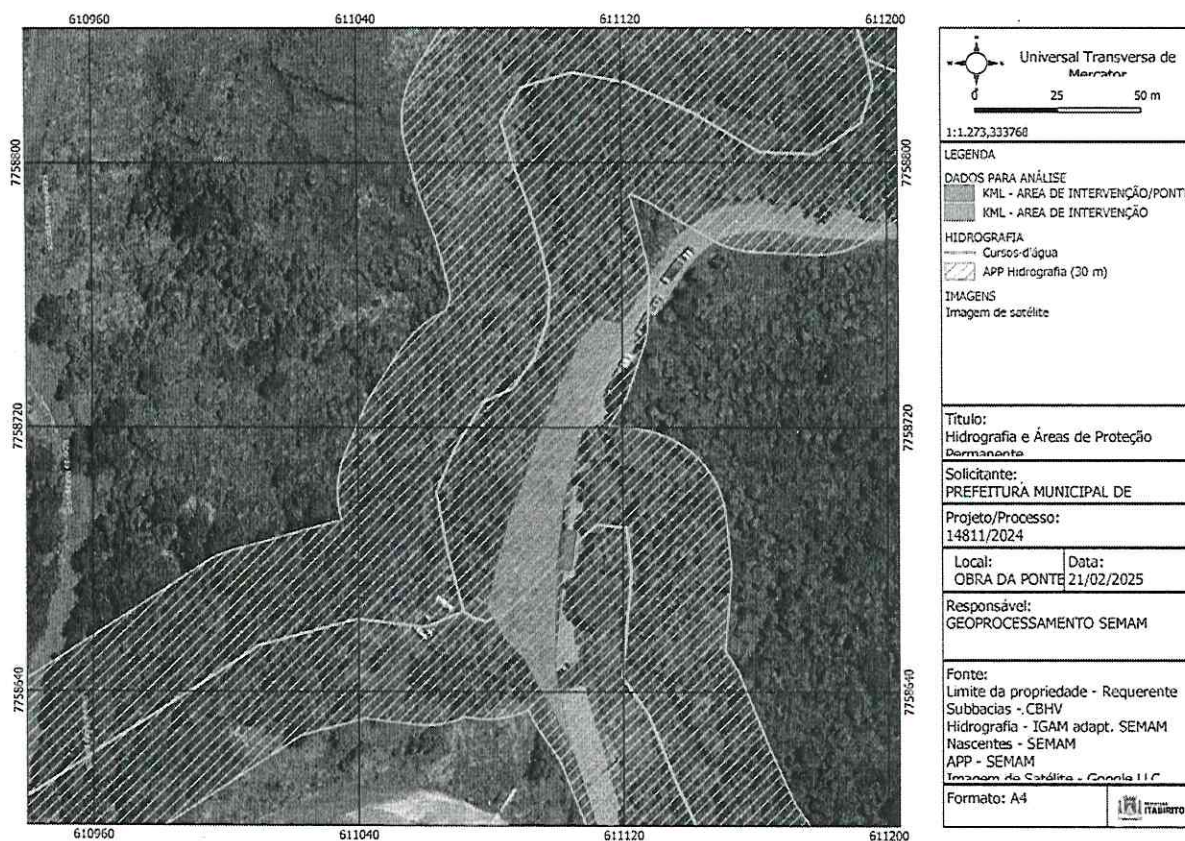 610960 611040 611120 611200
7758800 7758800
7758720 7758720
7758640 7758640
610960 611040 611120 611200
Universal Transversa de
Mercator
0 25 50 m
1:1.273,333768
LEGENDA
DADOS PARA ANÁLISE
KML - AREA DE INTERVENÇÃO/PONT
KML - AREA DE INTERVENÇÃO
HIDROGRAFIA
Cursos-d'água
APP Hidrografia (30 m)
IMAGENS
Imagem de satélite
Título:
Hidrografia e Áreas de Proteção
Permanente
Solicitante:
PREFEITURA MUNICIPAL DE
Projeto/Processo:
14811/2024
Local:
OBRA DA PONTE
Data:
21/02/2025
Responsável:
GEOPROCESSAMENTO SEMAM
Fonte:
Limite da propriedade - Requerente
Subbacias - CBHV
Hidrografia - IGAM adapt. SEMAM
Nascentes - SEMAM
APP - SEMAM
Imagem de Satélite - Google LLC
Formato: A4
ITABIRITO